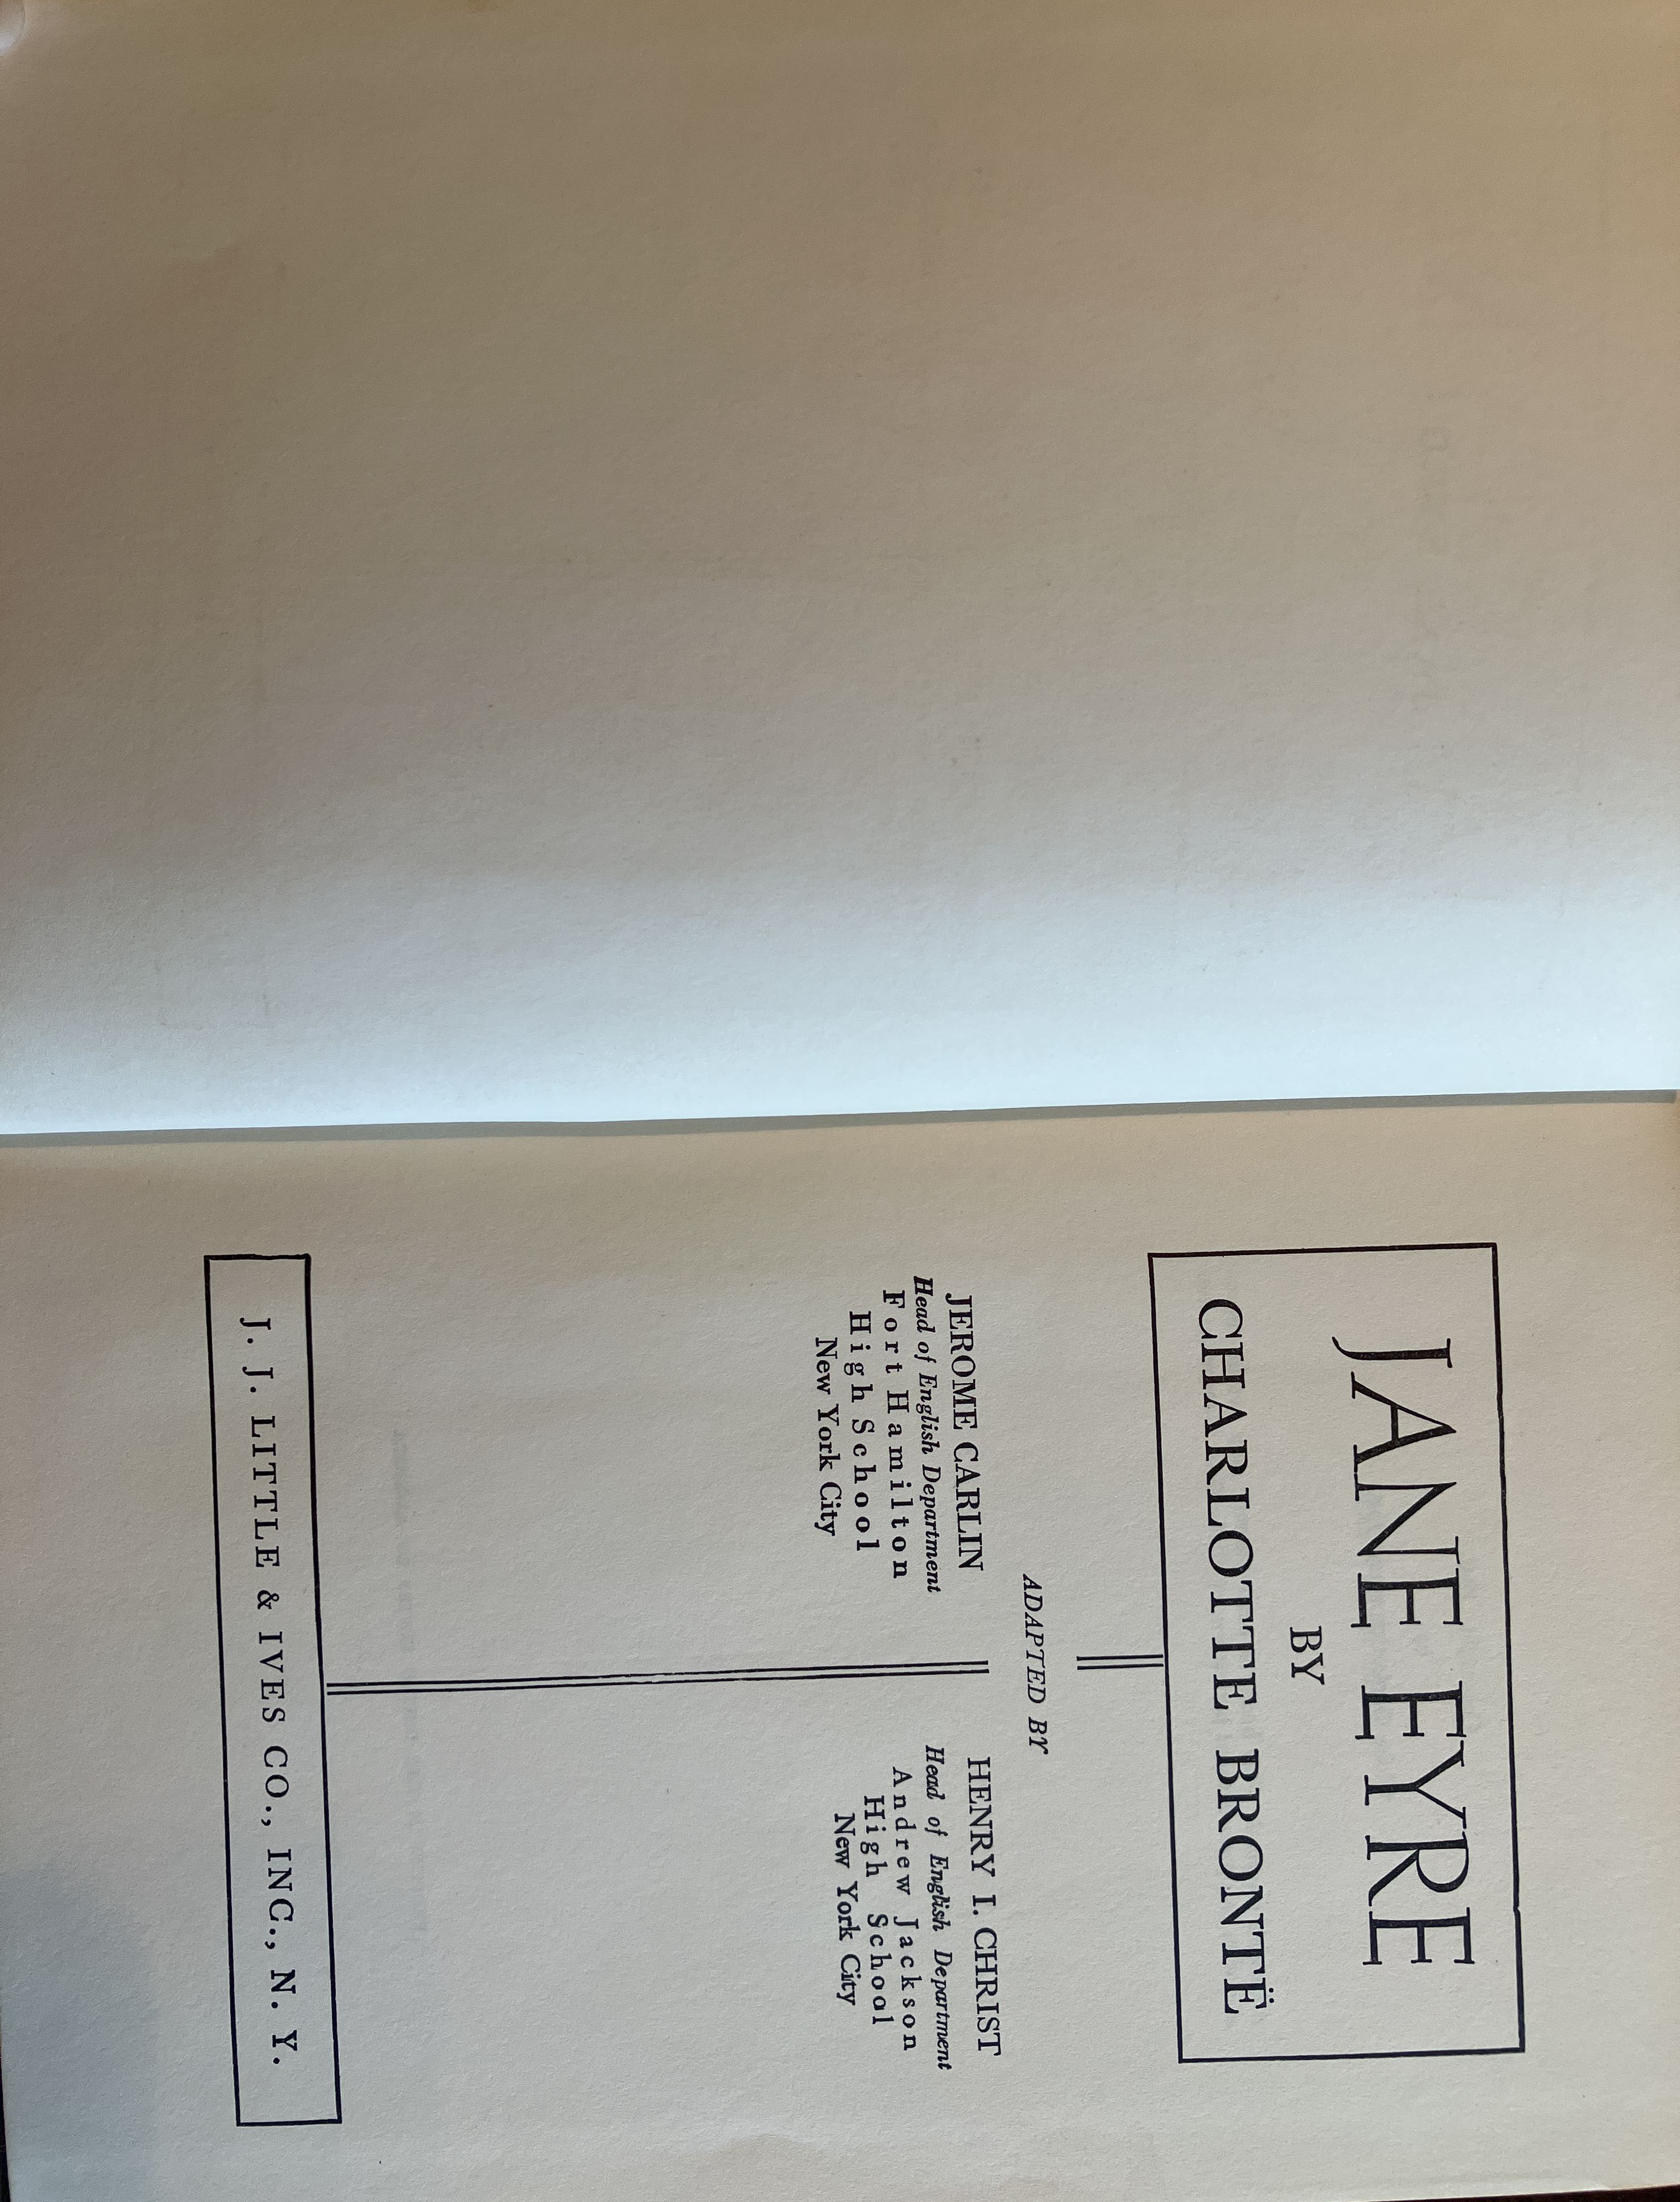 JANE EYRE
BY
CHARLOTTE BRONTË
ADAPTED BY
JEROME CARLIN
Head of English Department
Fort Hamilton
High School
New York City
HENRY I. CHRIST
Head of English Department
Andrew Jackson
High School
New York City
J. J. LITTLE & IVES CO., INC., N. Y.